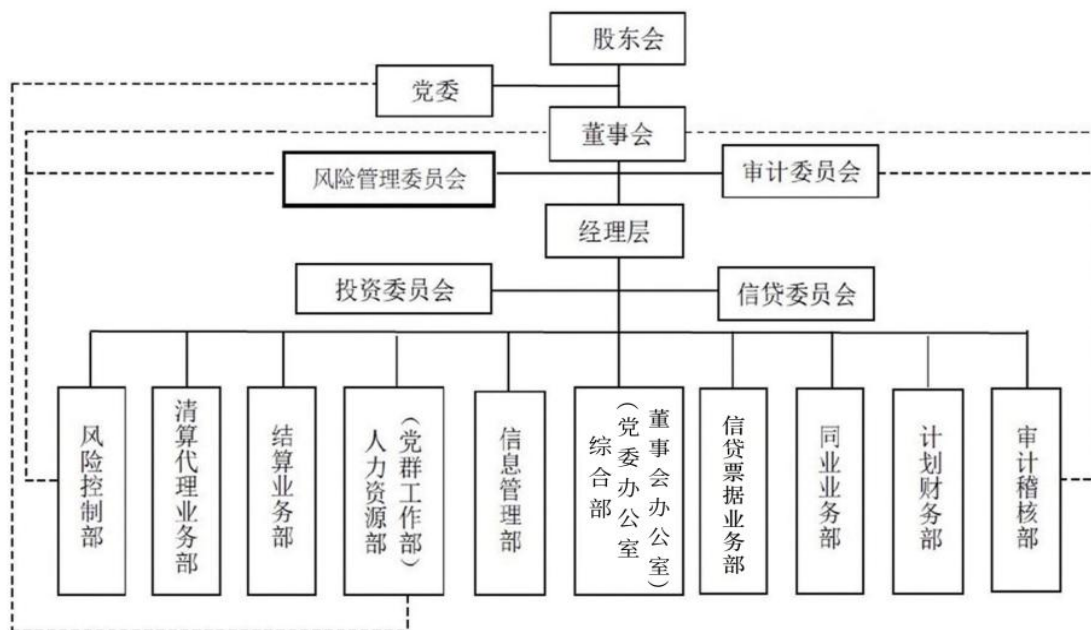 股东会
党委
董事会
风险管理委员会
审计委员会
经理层
投资委员会
信贷委员会
风险控制部
清算代理业务部
结算业务部
人力资源部
（党群工作部）
信息管理部
综合部
（党委办公室
董事会办公室）
信贷票据业务部
同业业务部
计划财务部
审计稽核部